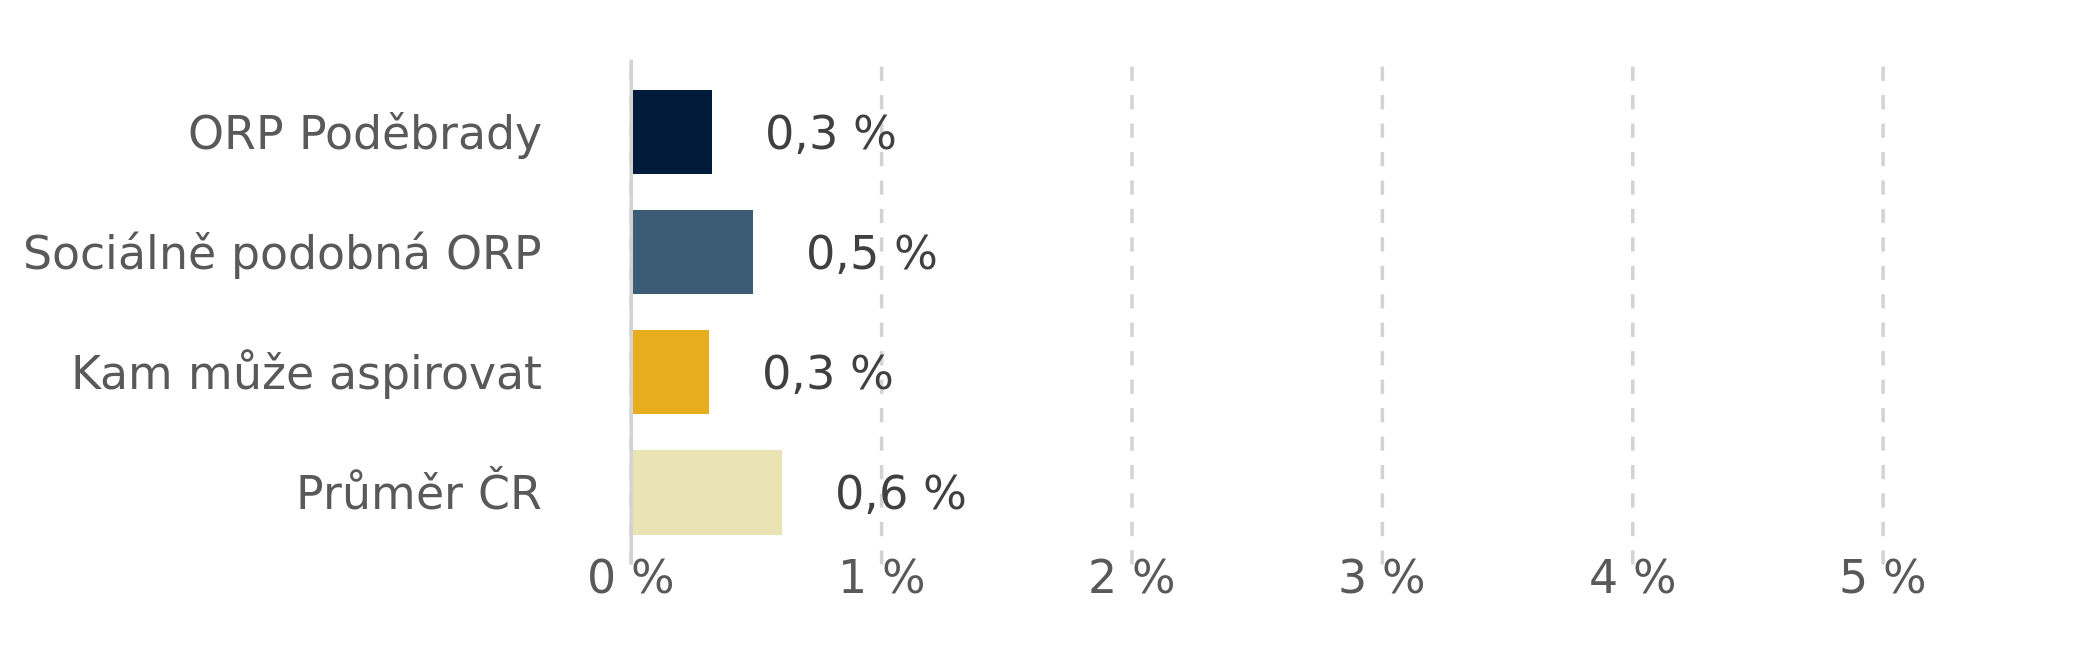 ORP Poděbrady 0,3 %
Sociálně podobná ORP 0,5 %
Kam může aspirovat 0,3 %
Průměr ČR 0,6 %
0 % 1 % 2 % 3 % 4 % 5 %